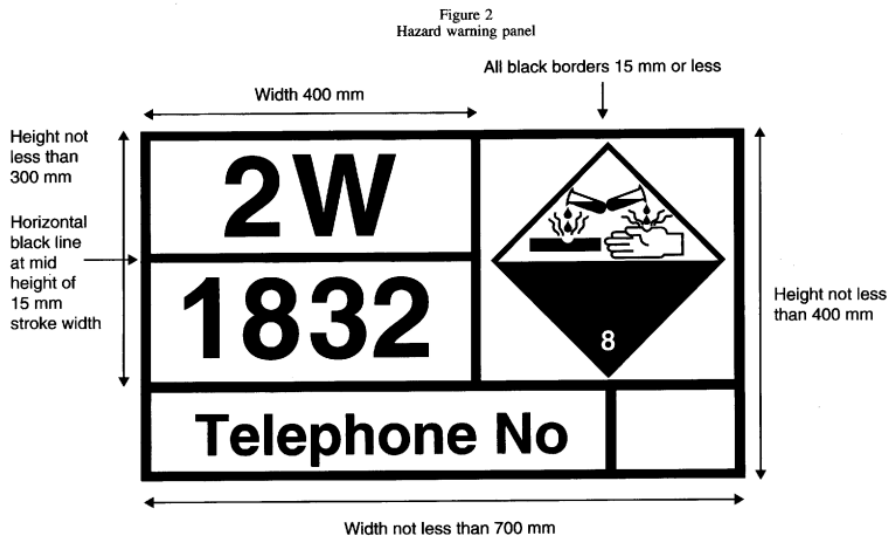 Figure 2
Hazard warning panel
All black borders 15 mm or less
Width 400 mm
Height not
less than
300 mm
Horizontal
black line
at mid
height of
15 mm
stroke width
2W
1832
8
Height not less
than 400 mm
Telephone No
Width not less than 700 mm